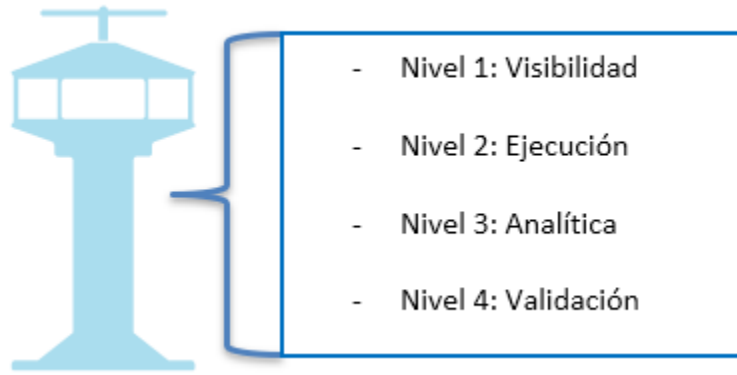 - Nivel 1: Visibilidad
- Nivel 2: Ejecución
- Nivel 3: Analítica
- Nivel 4: Validación